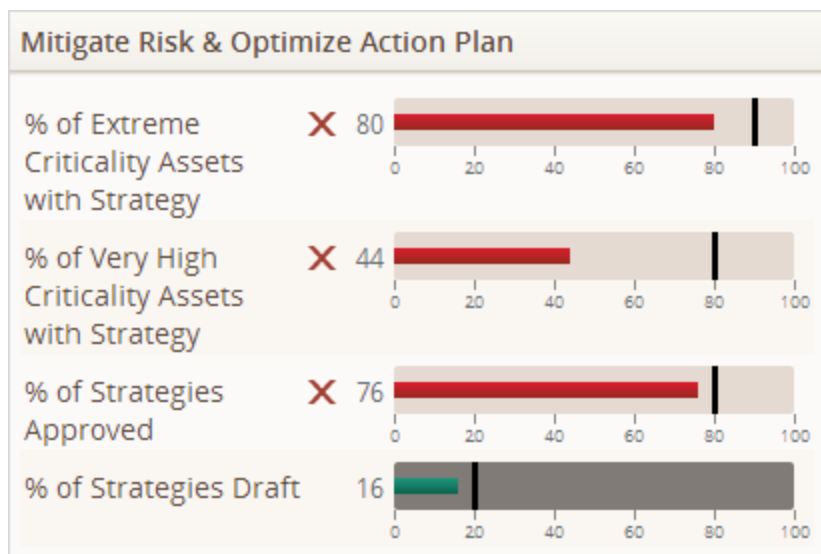 Mitigate Risk & Optimize Action Plan
% of Extreme
Criticality Assets
with Strategy
80
0 20 40 60 80 100
% of Very High
Criticality Assets
with Strategy
44
0 20 40 60 80 100
% of Strategies
Approved
76
0 20 40 60 80 100
% of Strategies Draft
16
0 20 40 60 80 100